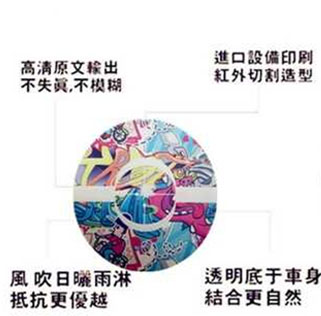 高清原文輸出
不失真,不模糊
進口設備印刷
紅外切割造型
風 吹日曬雨淋
抵抗更優越
透明底于車身
結合更自然